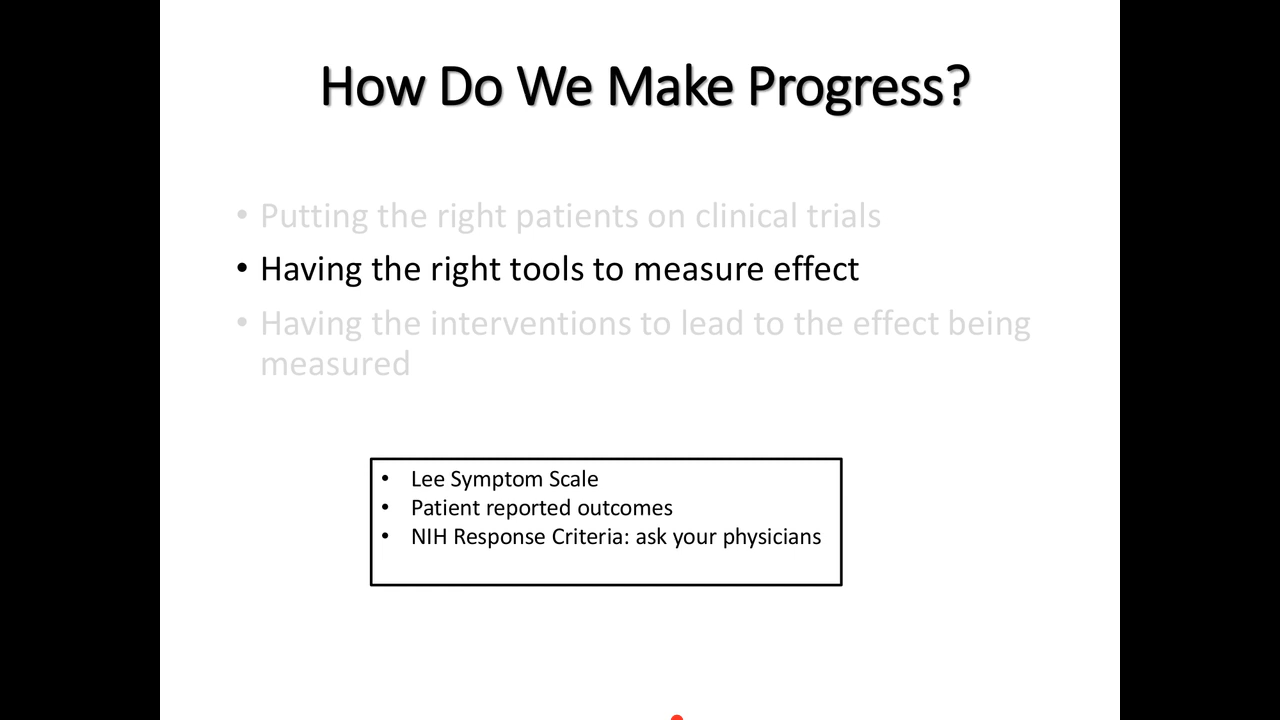 How Do We Make Progress?
• Putting the right patients on clinical trials
• Having the right tools to measure effect
• Having the interventions to lead to the effect being
measured
• Lee Symptom Scale
• Patient reported outcomes
• NIH Response Criteria: ask your physicians